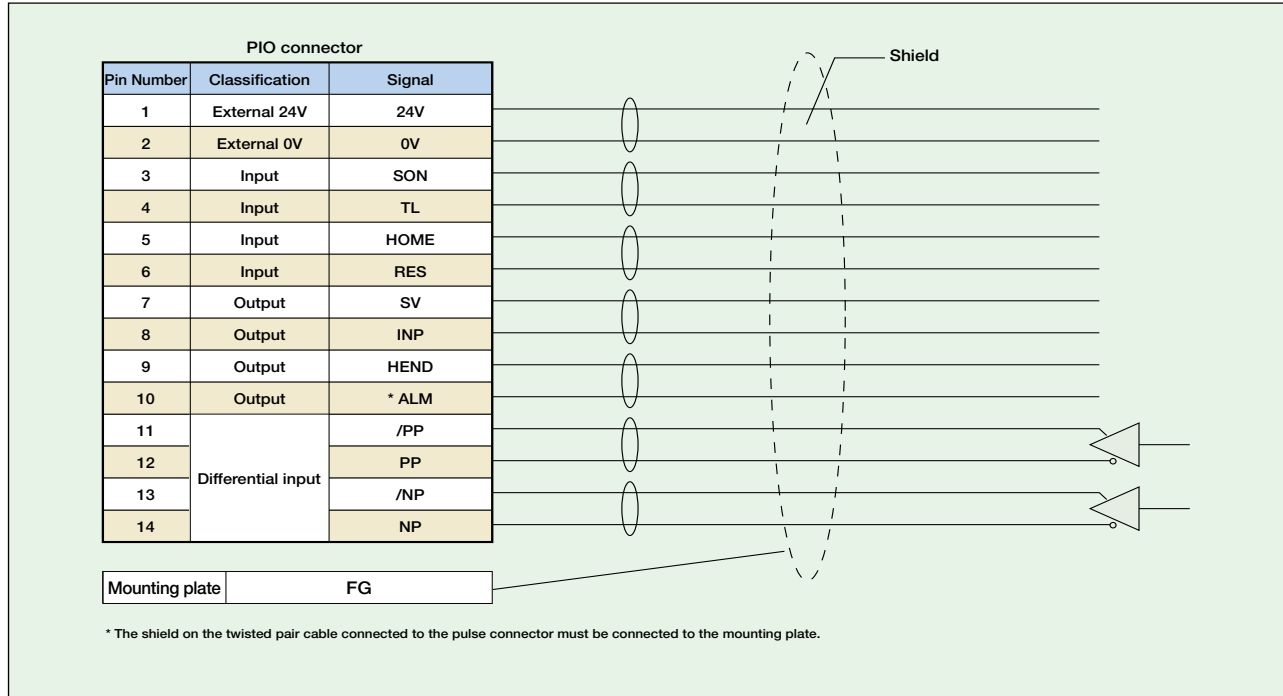 PIO connector
Shield
Pin Number Classification Signal
1 External 24V 24V
2 External 0V 0V
3 Input SON
4 Input TL
5 Input HOME
6 Input RES
7 Output SV
8 Output INP
9 Output HEND
10 Output * ALM
11 /PP
12 PP
Differential input
13 /NP
14 NP
Mounting plate FG
* The shield on the twisted pair cable connected to the pulse connector must be connected to the mounting plate.